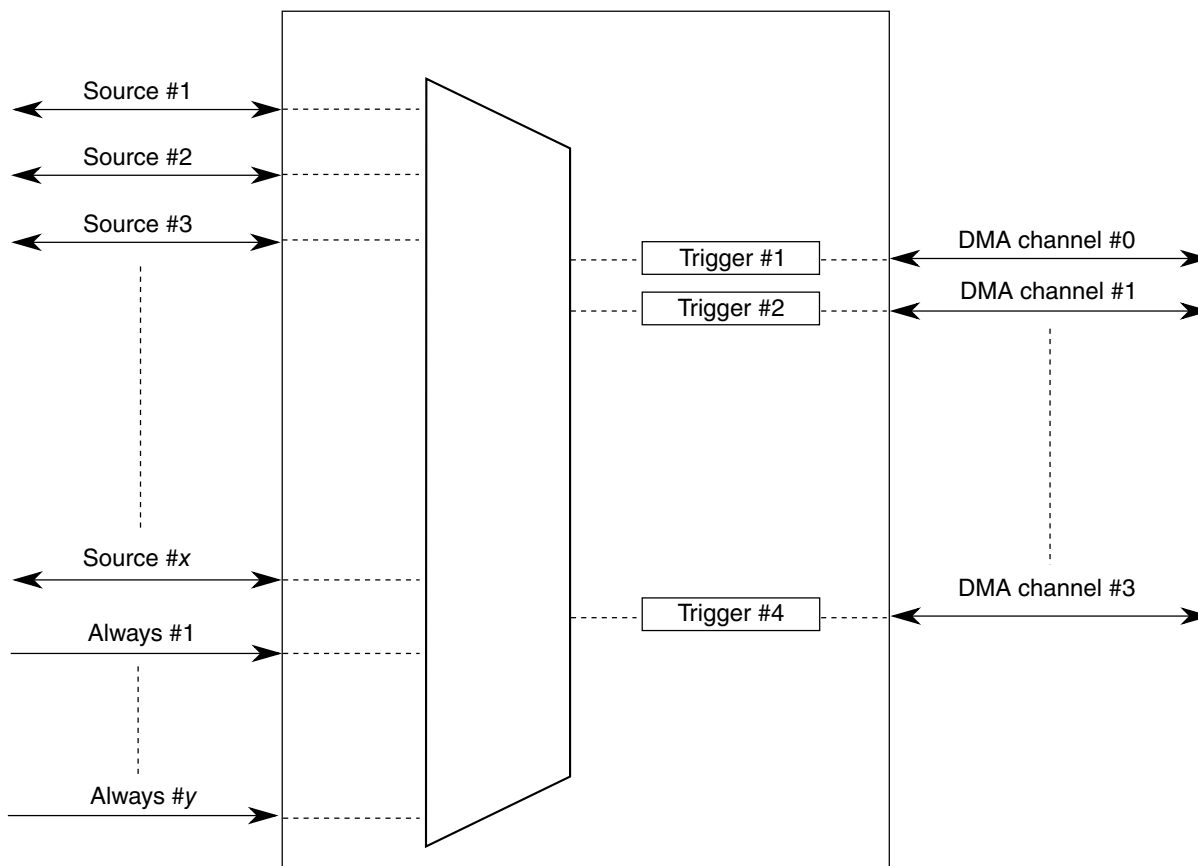 Source #1
Source #2
Source #3
Source #x
Always #1
Always #y
Trigger #1
Trigger #2
Trigger #4
DMA channel #0
DMA channel #1
DMA channel #3